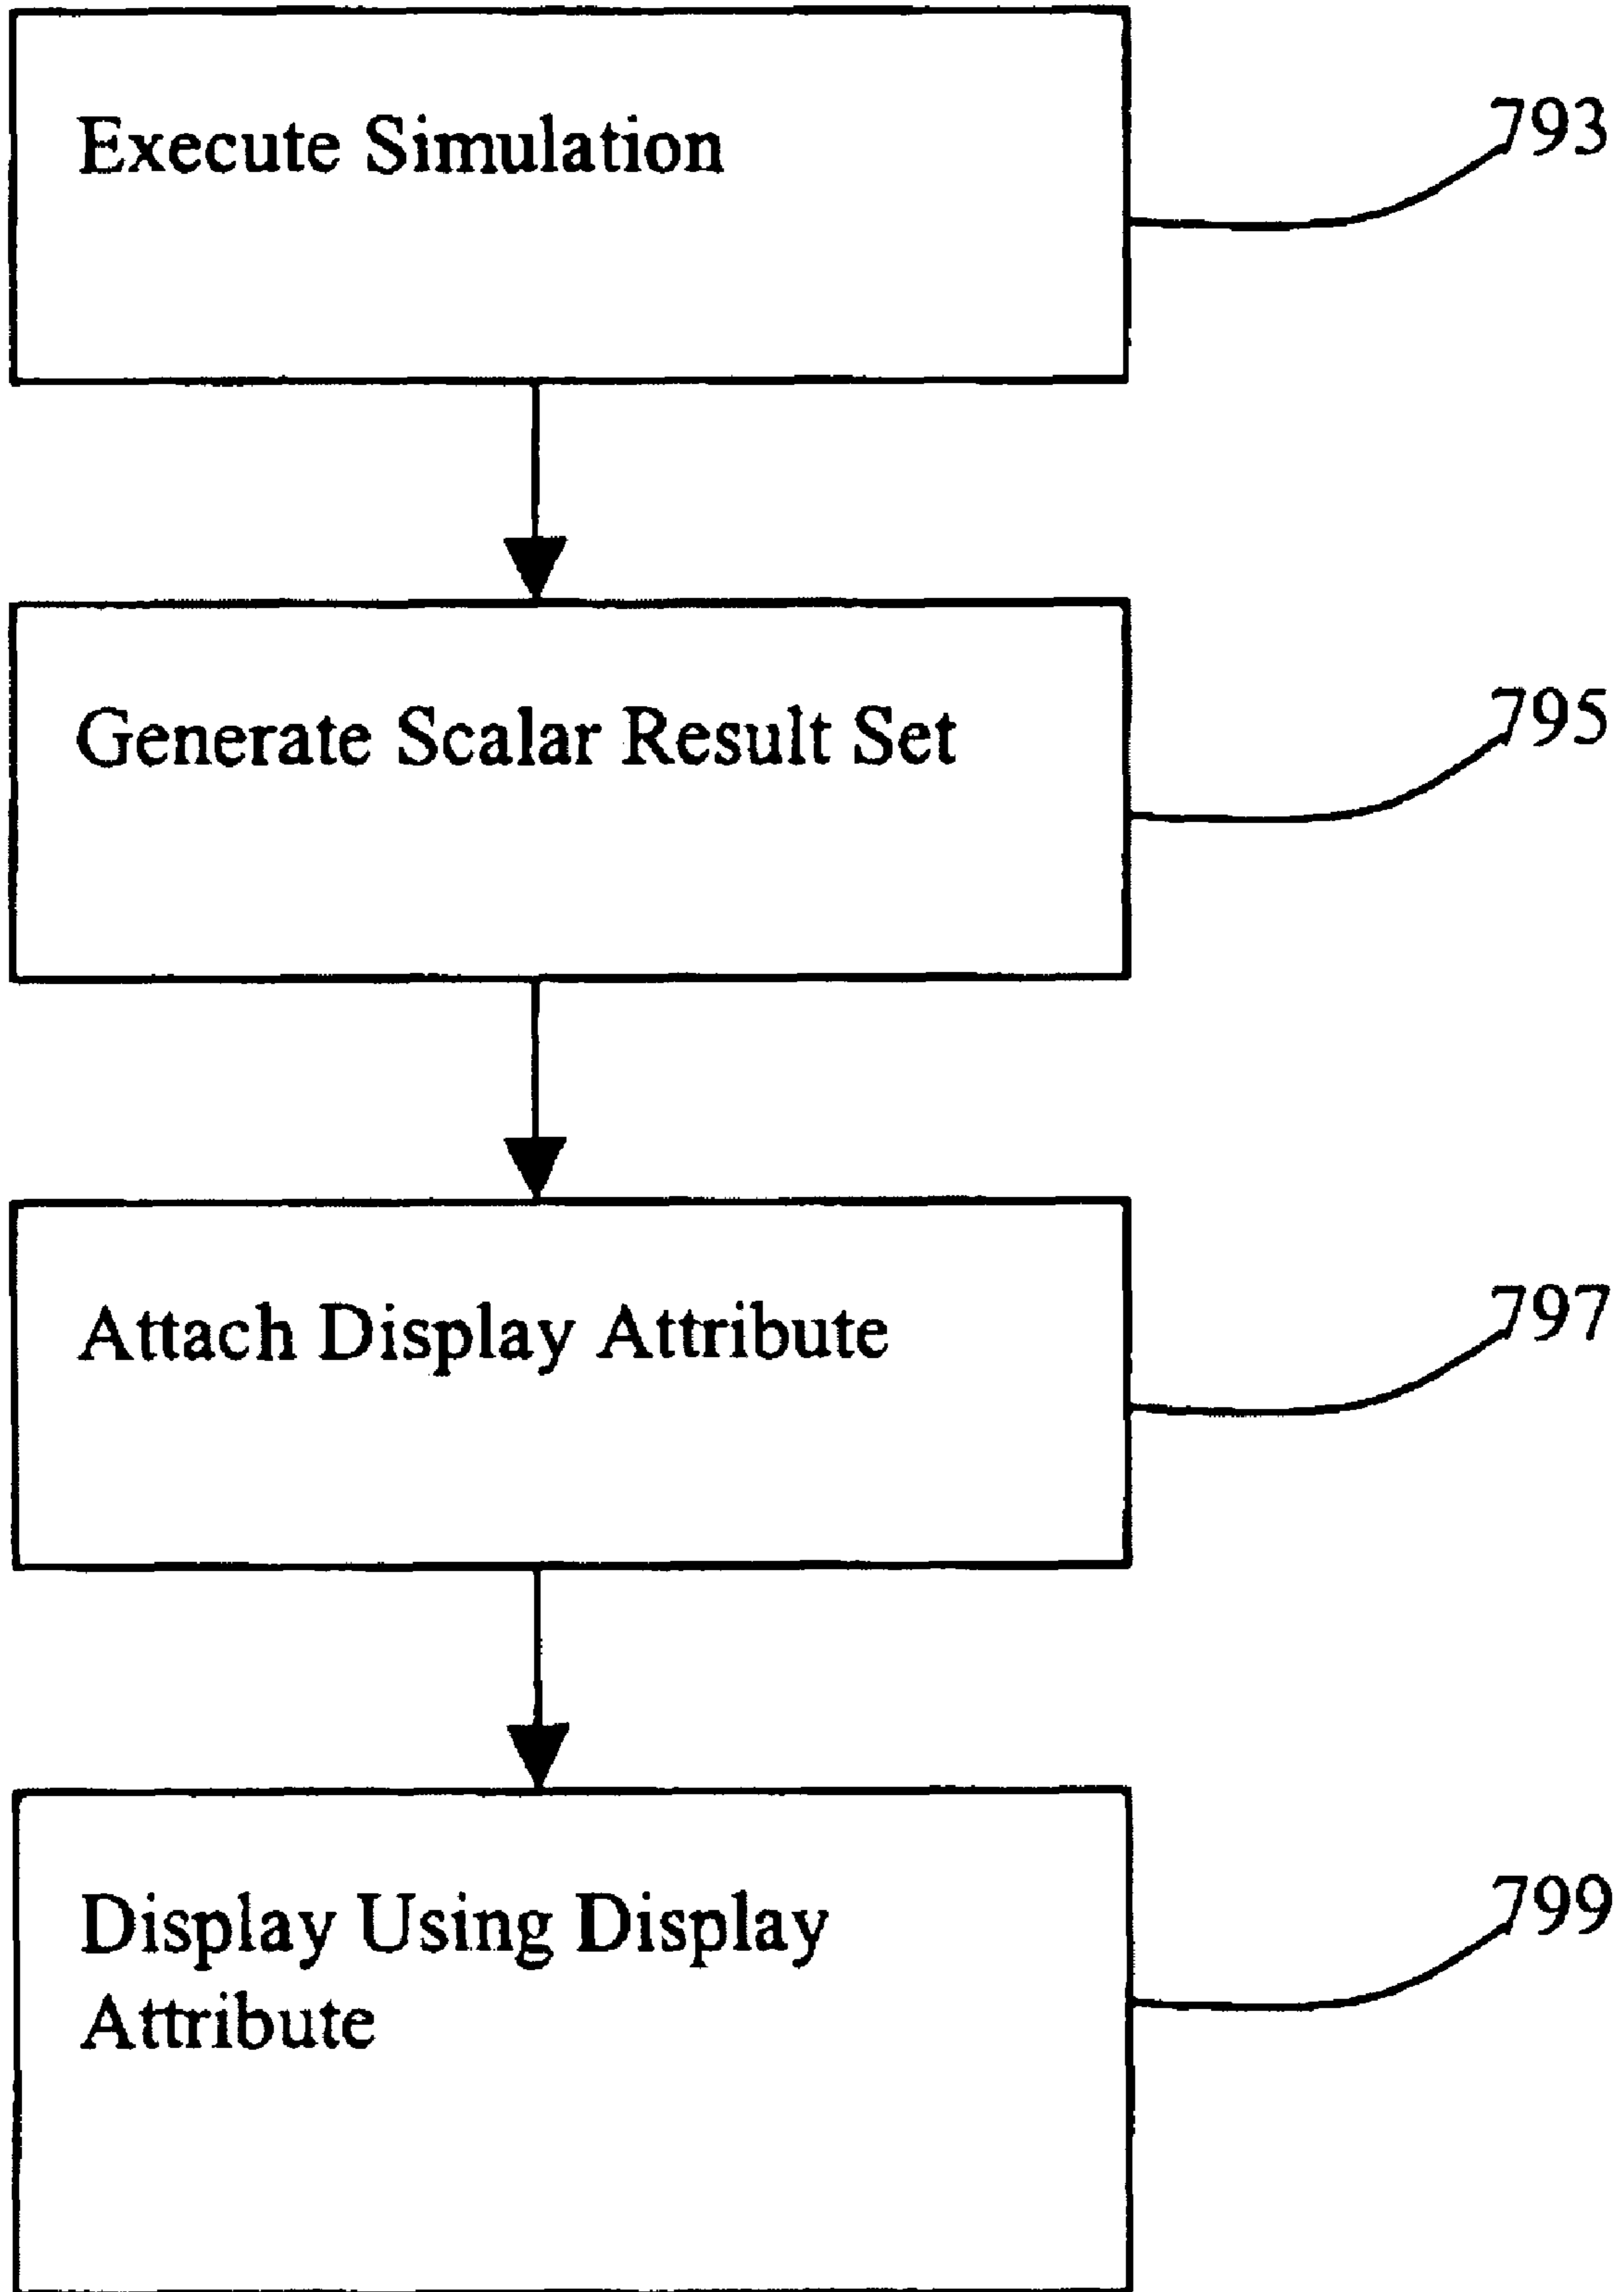 Execute Simulation
793
Generate Scalar Result Set
795
Attach Display Attribute
797
Display Using Display
Attribute
799